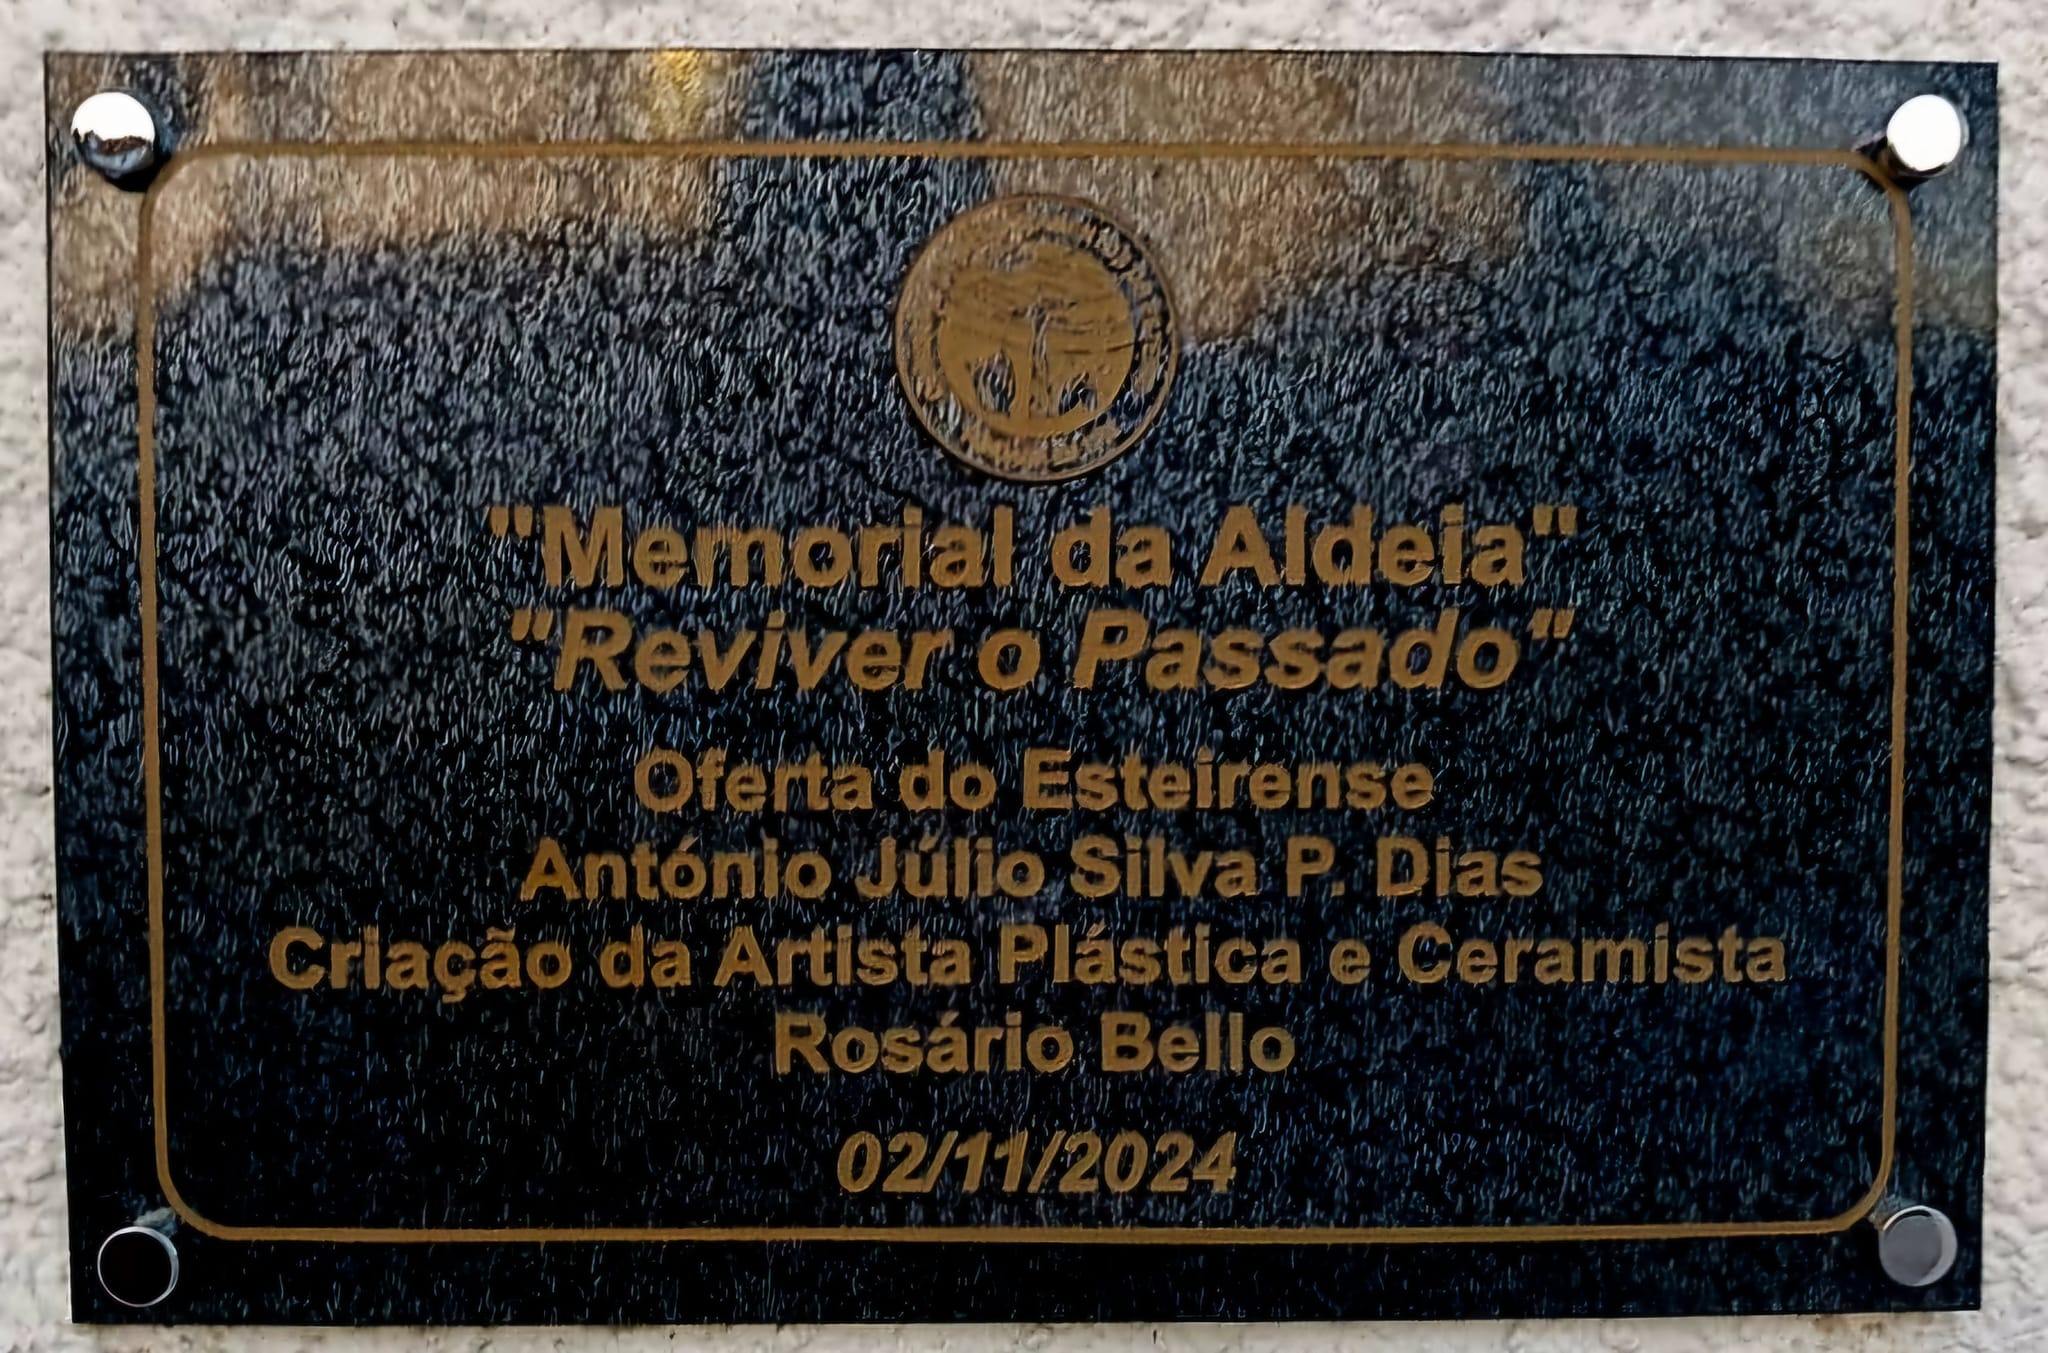 "Memorial da Aldeia"
"Reviver o Passado"
Oferta do Esteirense
António Júlio Silva P. Dias
Criação da Artista Plástica e Ceramista
Rosário Bello
02/11/2024